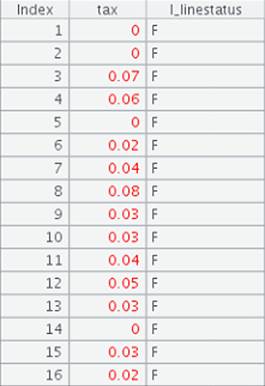 Index tax l_linestatus
1 0 F
2 0 F
3 0.07 F
4 0.06 F
5 0 F
6 0.02 F
7 0.04 F
8 0.08 F
9 0.03 F
10 0.03 F
11 0.04 F
12 0.05 F
13 0.03 F
14 0 F
15 0.03 F
16 0.02 F